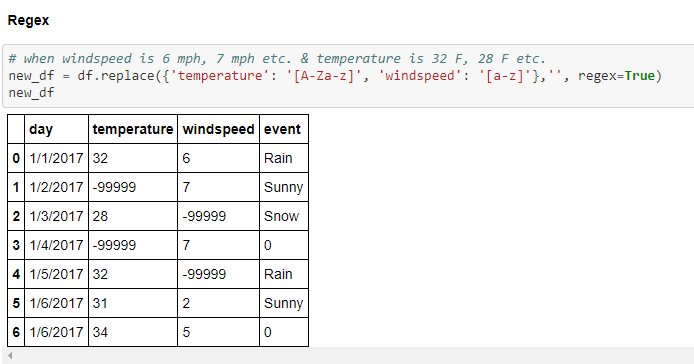 Regex
# when windspeed is 6 mph, 7 mph etc. & temperature is 32 F, 28 F etc.
new_df = df.replace({'temperature': '[A-Za-z]', 'windspeed': '[a-z]'},'', regex=True)
new_df
day temperature windspeed event
0 1/1/2017 32 6 Rain
1 1/2/2017 -99999 7 Sunny
2 1/3/2017 28 -99999 Snow
3 1/4/2017 -99999 7 0
4 1/5/2017 32 -99999 Rain
5 1/6/2017 31 2 Sunny
6 1/6/2017 34 5 0